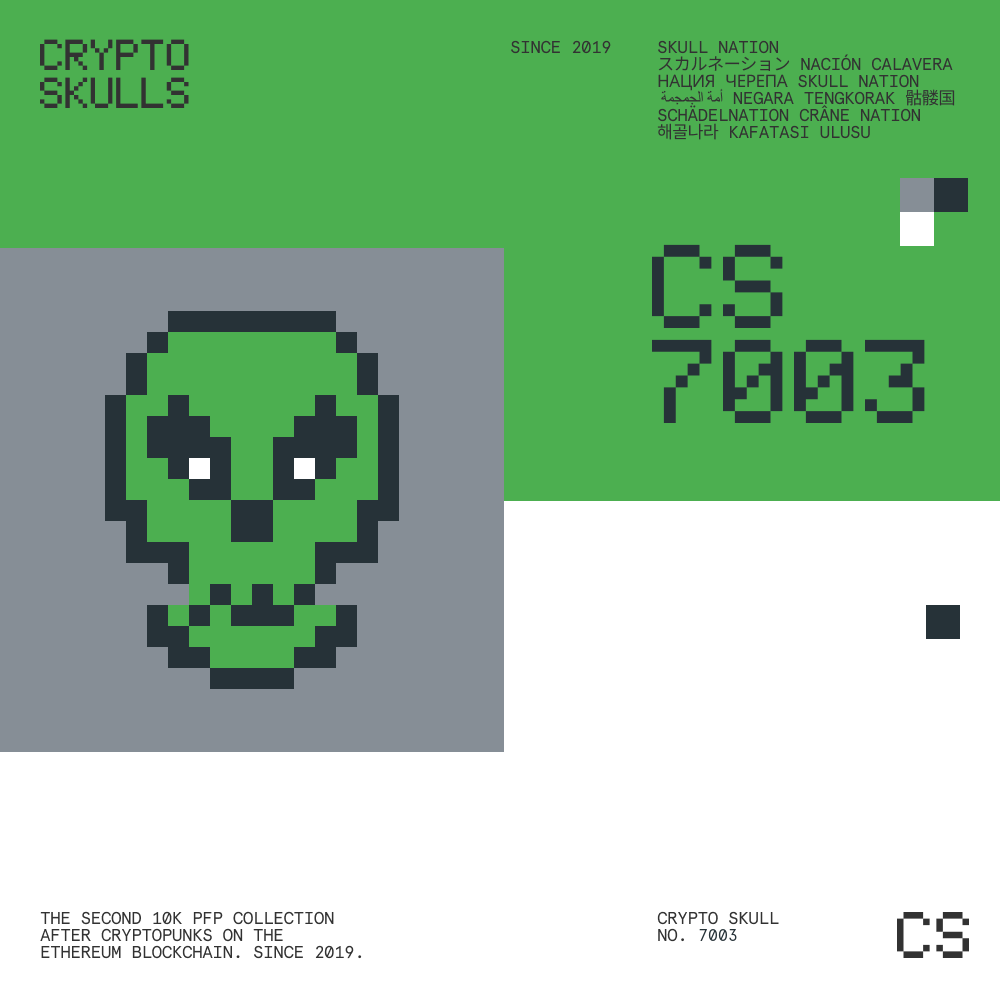 CRYPTO
SKULLS
SINCE 2019
SKULL NATION
スカルネーション NACIÓN CALAVERA
НАЦИЯ ЧЕРЕПА SKULL NATION
أمة الجمجمة NEGARA TENGKORAK 骷髅国
SCHÄDELNATION CRÂNE NATION
해골나라 KAFATASI ULUSU
CS
7003
THE SECOND 10K PFP COLLECTION
AFTER CRYPTOPUNKS ON THE
ETHEREUM BLOCKCHAIN. SINCE 2019.
CRYPTO SKULL
NO. 7003
CS